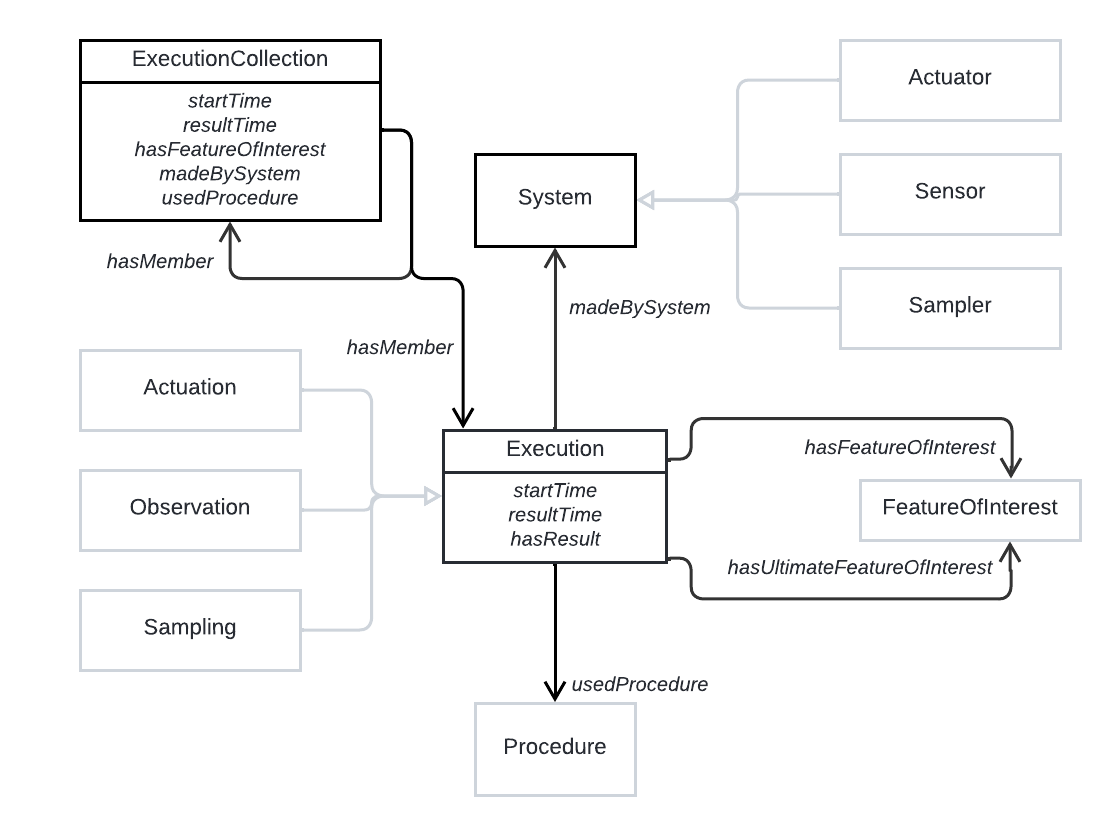 ExecutionCollection
startTime
resultTime
hasFeatureOfInterest
madeBySystem
usedProcedure
hasMember
hasMember
System
madeBySystem
Actuator
Sensor
Sampler
Actuation
Observation
Sampling
Execution
startTime
resultTime
hasResult
hasFeatureOfInterest
FeatureOfInterest
hasUltimateFeatureOfInterest
usedProcedure
Procedure